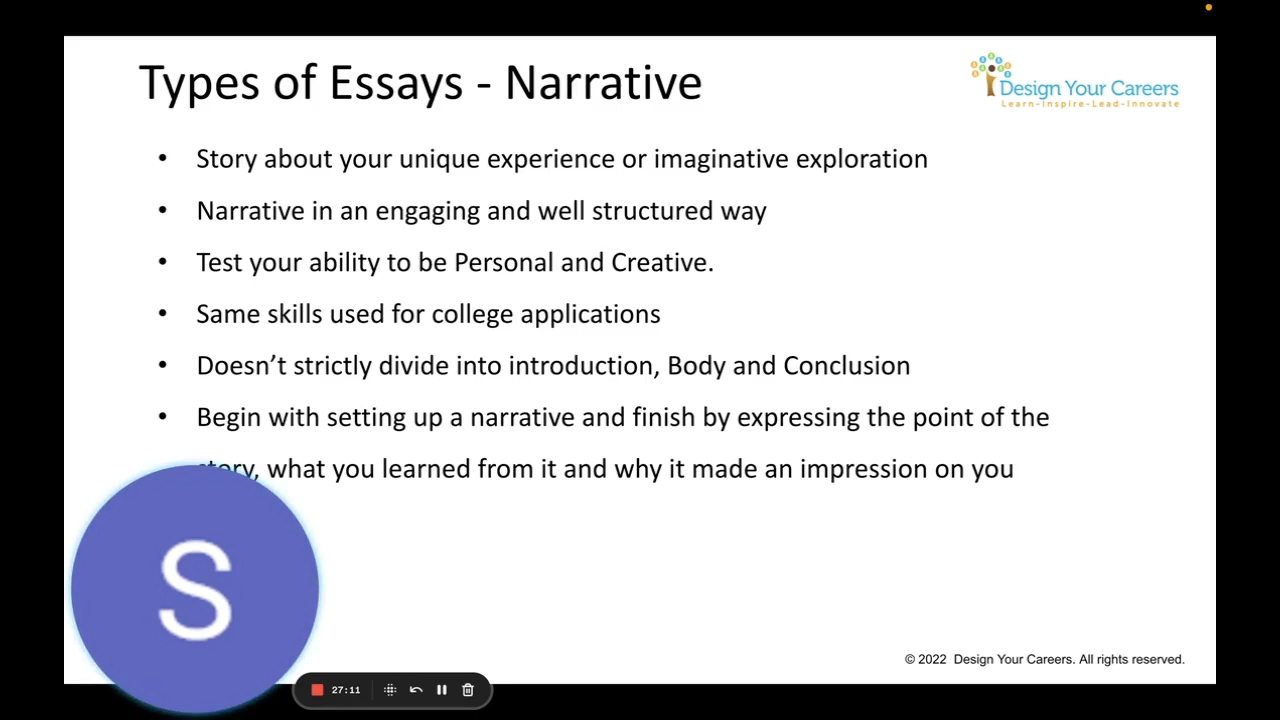 Types of Essays - Narrative
Design Your Careers
Learn-Inspire-Lead-Innovate
• Story about your unique experience or imaginative exploration
• Narrative in an engaging and well structured way
• Test your ability to be Personal and Creative.
• Same skills used for college applications
• Doesn’t strictly divide into introduction, Body and Conclusion
• Begin with setting up a narrative and finish by expressing the point of the
story, what you learned from it and why it made an impression on you
S
© 2022 Design Your Careers. All rights reserved.
27:11